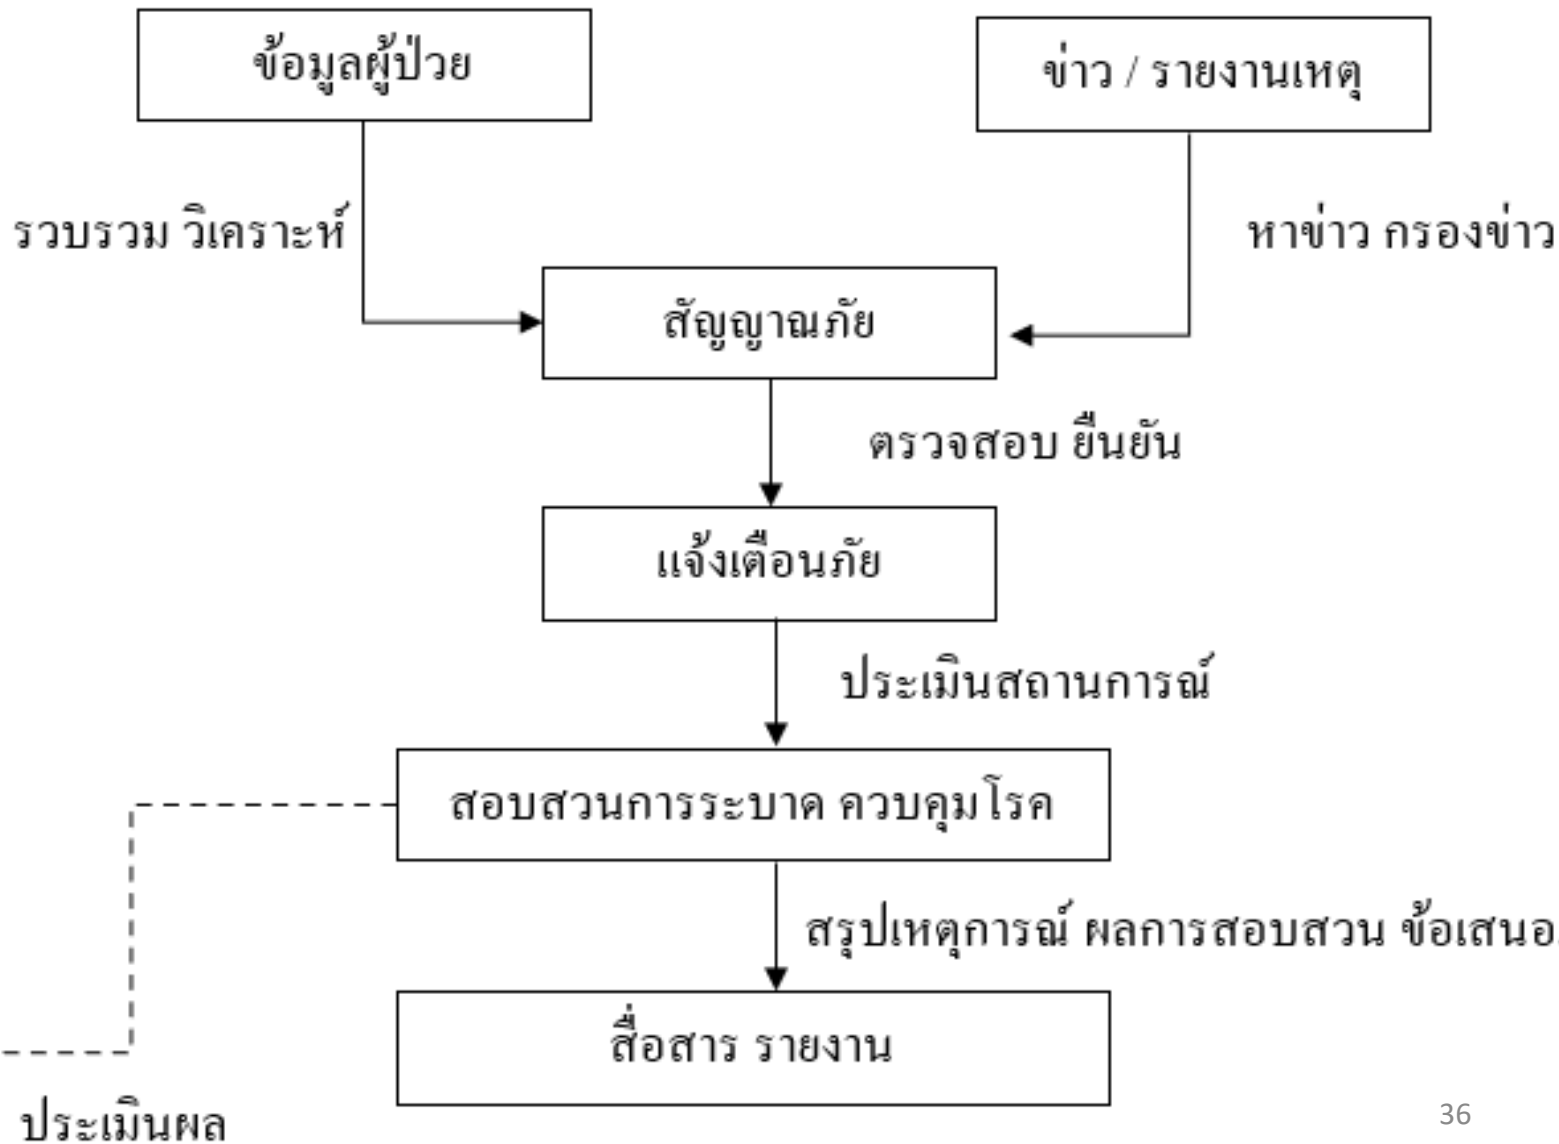 ข้อมูลผู้ป่วย
ข่าว / รายงานเหตุ
รวบรวม วิเคราะห์
หาข่าว กรองข่าว
สัญญาณภัย
ตรวจสอบ ยืนยัน
แจ้งเตือนภัย
ประเมินสถานการณ์
สอบสวนการระบาด ควบคุมโรค
สรุปเหตุการณ์ ผลการสอบสวน ข้อเสนอ
สื่อสาร รายงาน
ประเมินผล
36